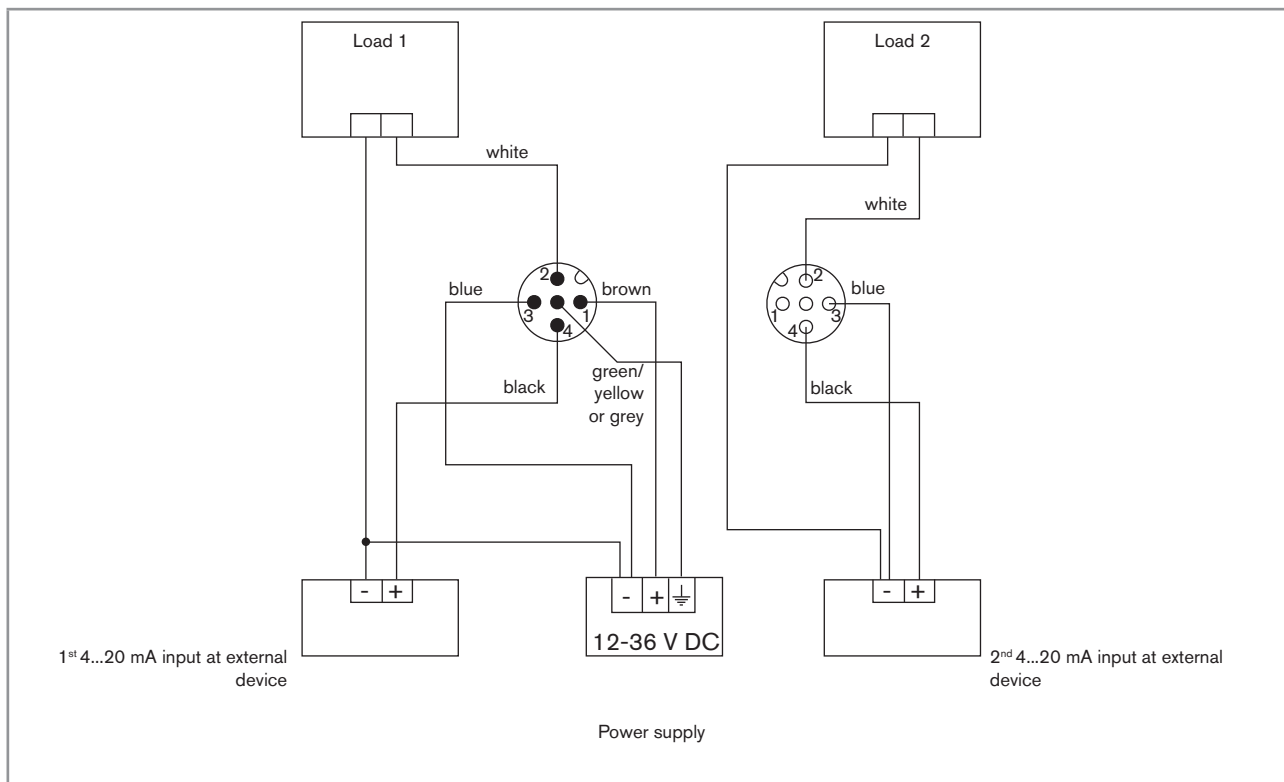 Load 1
Load 2
white
white
2
2
blue
brown
blue
3
1
1
3
4
4
green/
yellow
or grey
black
black
- +
- +
- +
12-36 V DC
1st 4...20 mA input at external
device
2nd 4...20 mA input at external
device
Power supply